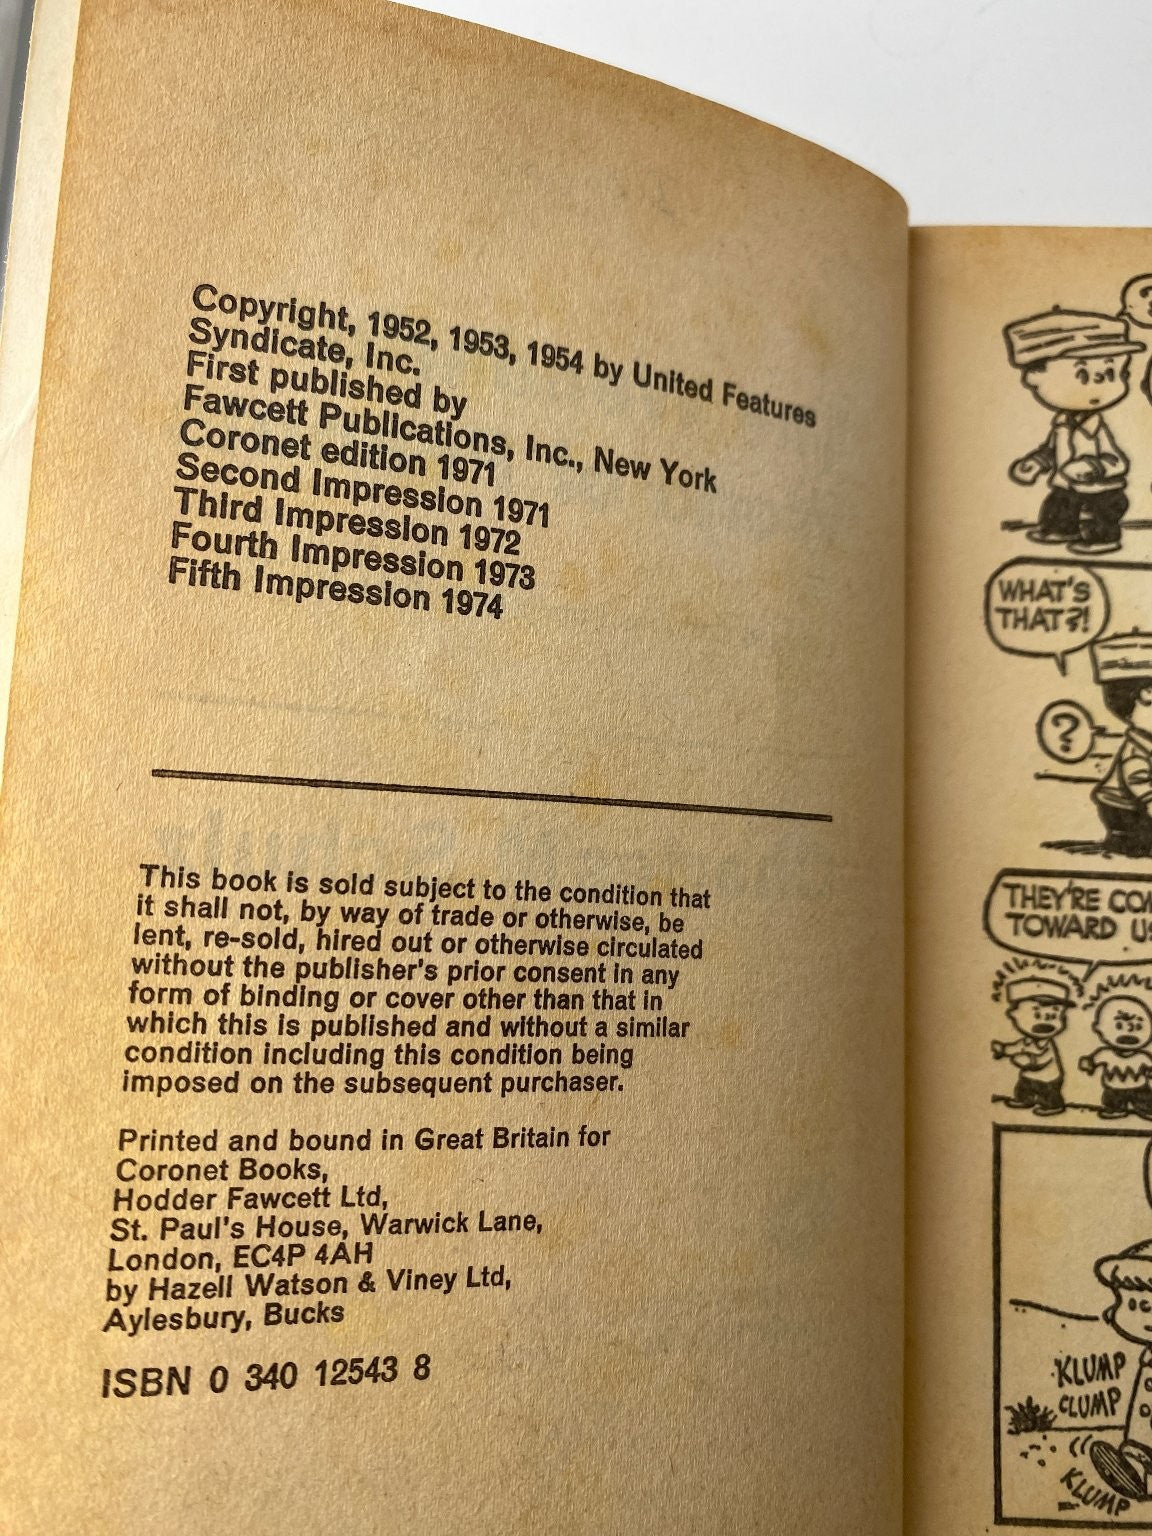 Copyright, 1952, 1953, 1954 by United Features
Syndicate, Inc.
First published by
Fawcett Publications, Inc., New York
Coronet edition 1971
Second Impression 1971
Third Impression 1972
Fourth Impression 1973
Fifth Impression 1974
This book is sold subject to the condition that
it shall not, by way of trade or otherwise, be
lent, re-sold, hired out or otherwise circulated
without the publisher's prior consent in any
form of binding or cover other than that in
which this is published and without a similar
condition including this condition being
imposed on the subsequent purchaser.
Printed and bound in Great Britain for
Coronet Books,
Hodder Fawcett Ltd,
St. Paul's House, Warwick Lane,
London, EC4P 4AH
by Hazell Watson & Viney Ltd,
Aylesbury, Bucks
ISBN 0 340 12543 8
WHAT'S
THAT?!
?
THEY'RE
TOWARD
KLUMP
CLUMP
KLUMP